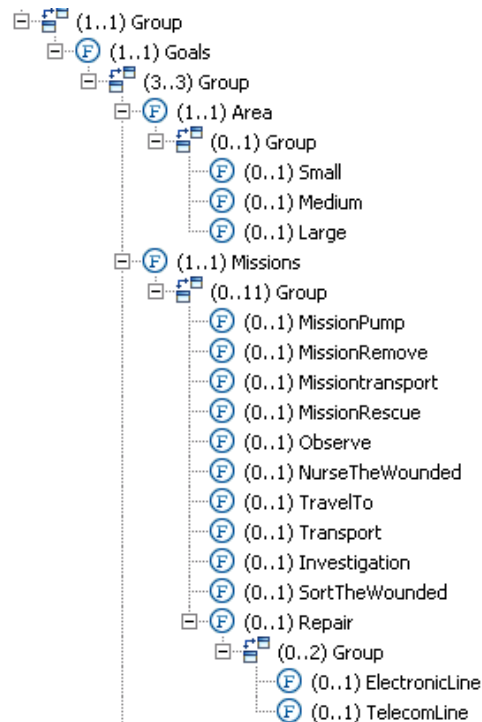 (1..1) Group
F (1..1) Goals
(3..3) Group
F (1..1) Area
(0..1) Group
F (0..1) Small
F (0..1) Medium
F (0..1) Large
F (1..1) Missions
(0..11) Group
F (0..1) MissionPump
F (0..1) MissionRemove
F (0..1) Missiontransport
F (0..1) MissionRescue
F (0..1) Observe
F (0..1) NurseTheWounded
F (0..1) TravelTo
F (0..1) Transport
F (0..1) Investigation
F (0..1) SortTheWounded
F (0..1) Repair
(0..2) Group
F (0..1) ElectronicLine
F (0..1) TelecomLine